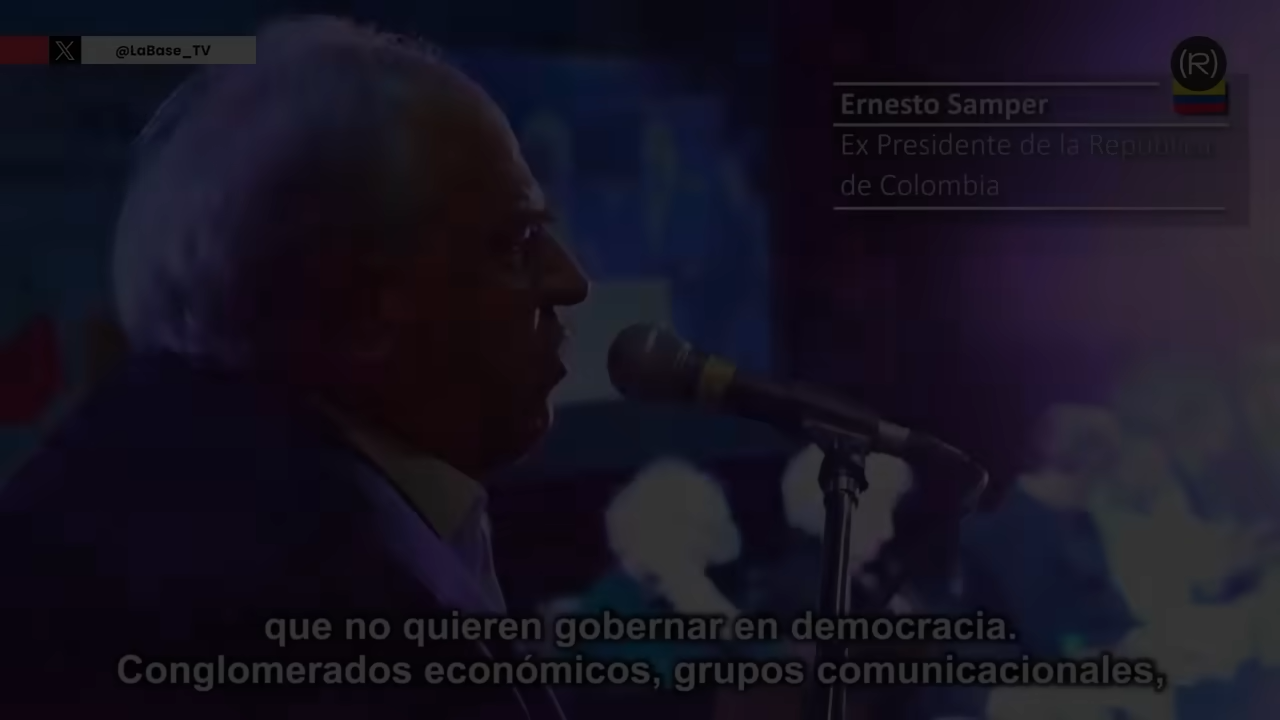 @LaBase_TV
(R)
Ernesto Samper
Ex Presidente de la República
de Colombia
que no quieren gobernar en democracia.
Conglomerados económicos, grupos comunicacionales,